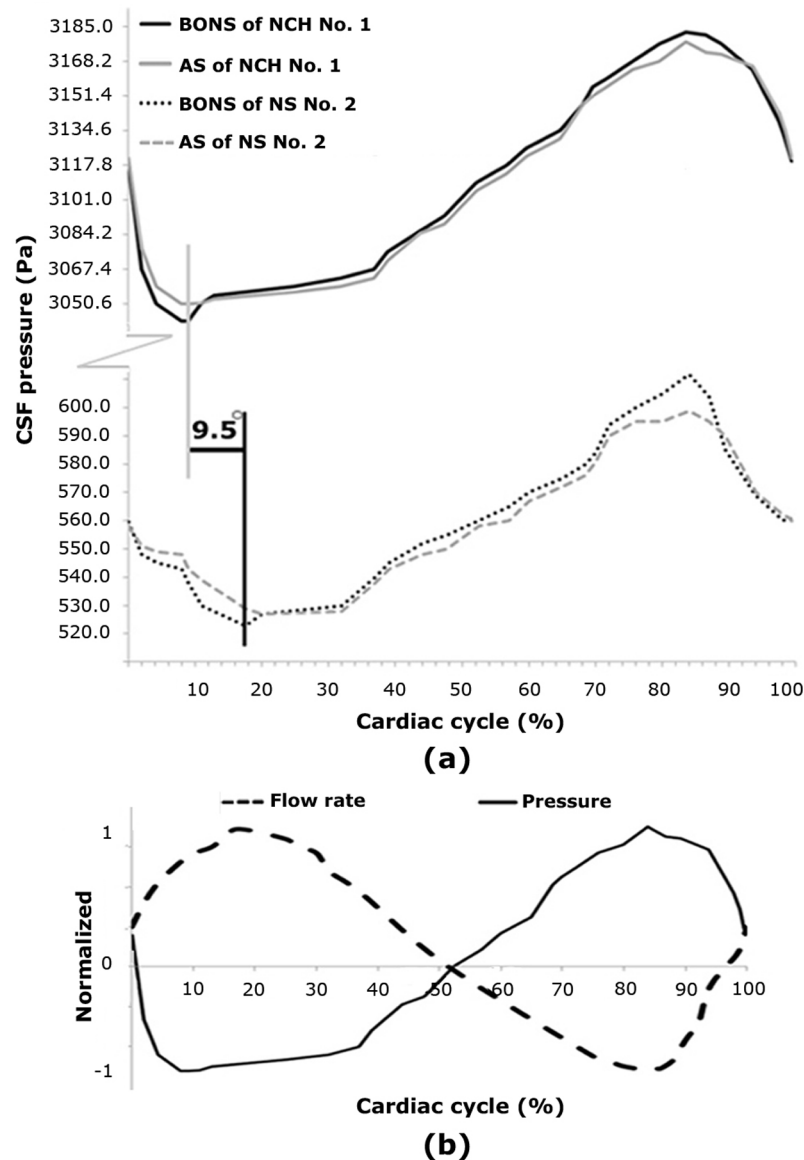 BONS of NCH No. 1
AS of NCH No. 1
BONS of NS No. 2
AS of NS No. 2
CSF pressure (Pa)
3185.0
3168.2
3151.4
3134.6
3117.8
3101.0
3084.2
3067.4
3050.6
600.0
590.0
580.0
570.0
560.0
550.0
540.0
530.0
520.0
9.5°
10 20 30 40 50 60 70 80 90 100
Cardiac cycle (%)
(a)
Flow rate Pressure
Normalized
1
0
-1
10 20 30 40 50 60 70 80 90 100
Cardiac cycle (%)
(b)